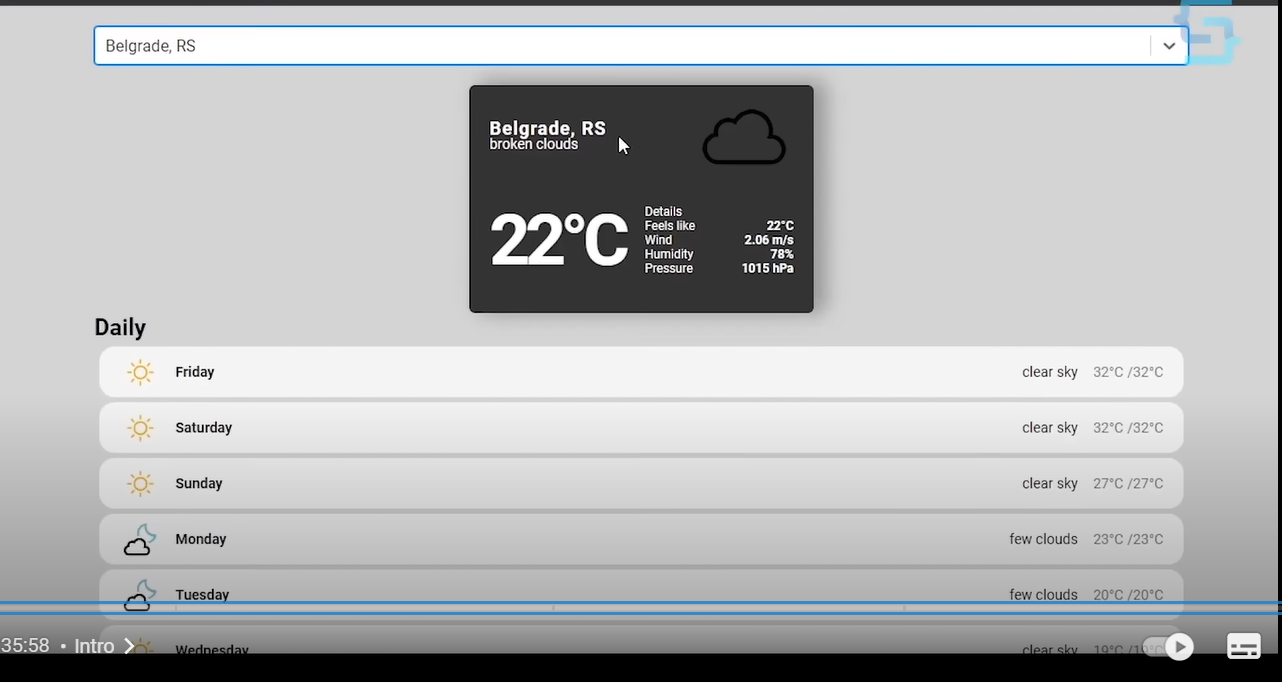 Belgrade, RS
Belgrade, RS
broken clouds
22°C
Details
Feels like 22°C
Wind 2.06 m/s
Humidity 78%
Pressure 1015 hPa
Daily
Friday clear sky 32°C /32°C
Saturday clear sky 32°C /32°C
Sunday clear sky 27°C /27°C
Monday few clouds 23°C /23°C
Tuesday few clouds 20°C /20°C
Wednesday clear sky 19°C /19°C
35:58 • Intro